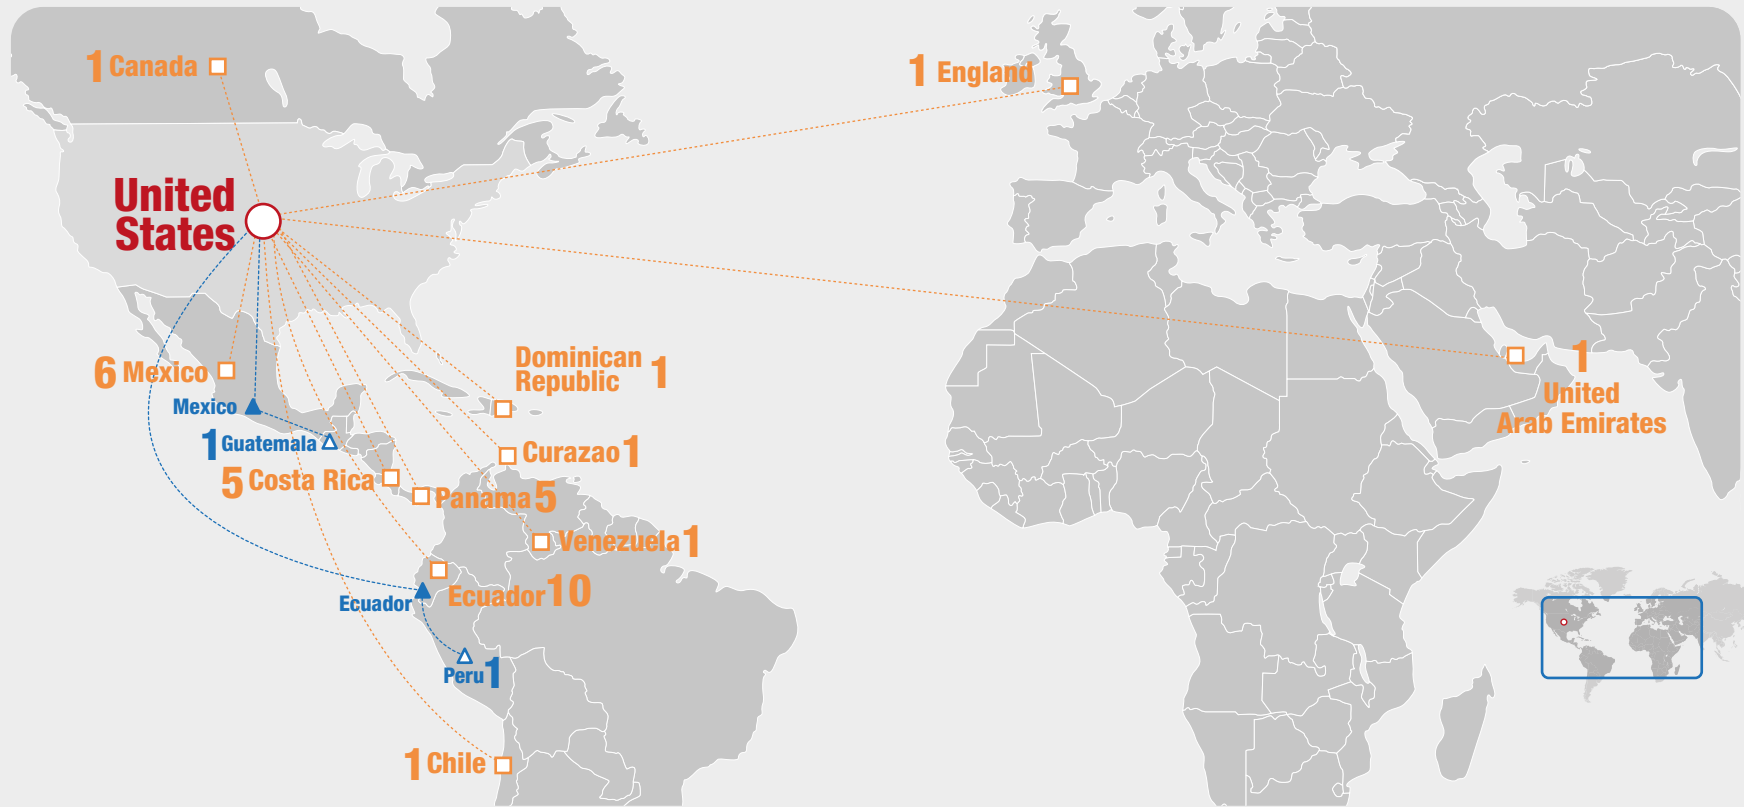 1 Canada
1 England
United
States
6 Mexico
Dominican
Republic 1
1
United
Arab Emirates
Mexico
1 Guatemala
Curazao 1
5 Costa Rica
Panama 5
Venezuela 1
Ecuador 10
Ecuador
Peru 1
1 Chile